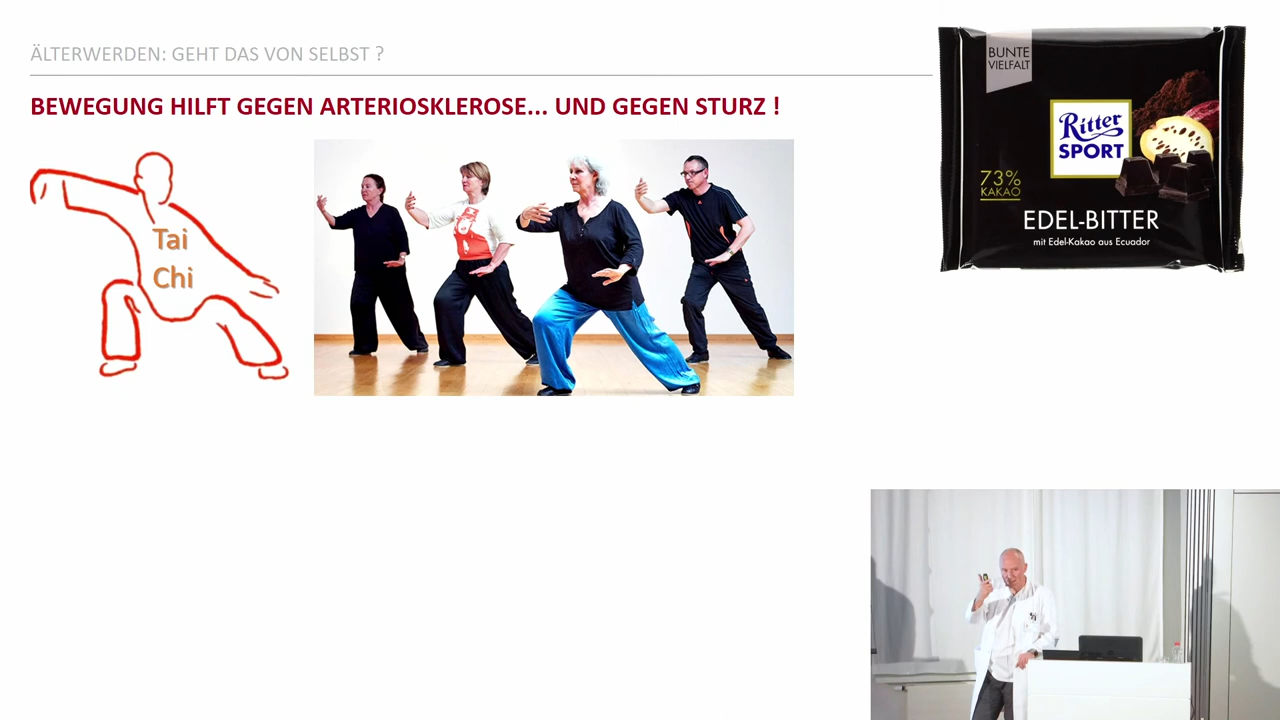 ÄLTERWERDEN: GEHT DAS VON SELBST ?
BEWEGUNG HILFT GEGEN ARTERIOSKLEROSE... UND GEGEN STURZ !
Tai
Chi
BUNTE
VIELFALT
Ritter
SPORT
73%
KAKAO
EDEL-BITTER
mit Edel-Kakao aus Ecuador